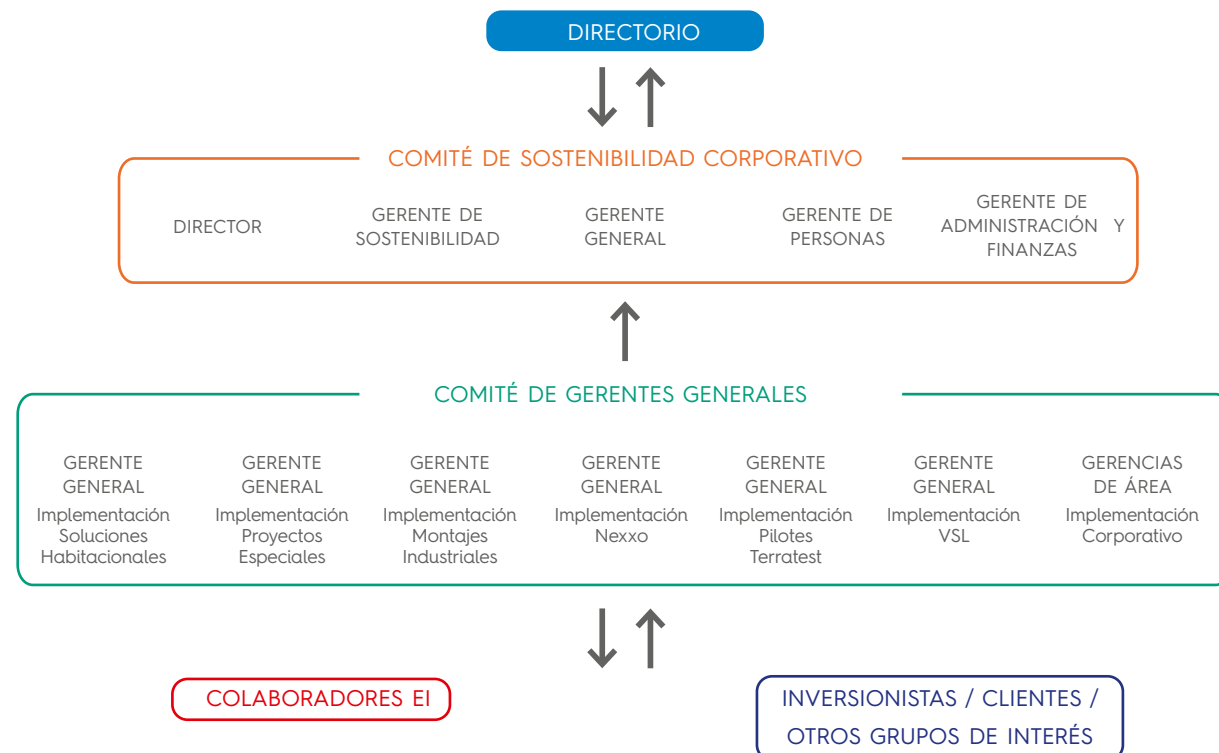 DIRECTORIO
COMITÉ DE SOSTENIBILIDAD CORPORATIVO
DIRECTOR
GERENTE DE
SOSTENIBILIDAD
GERENTE
GENERAL
GERENTE DE
PERSONAS
GERENTE DE
ADMINISTRACIÓN Y
FINANZAS
COMITÉ DE GERENTES GENERALES
GERENTE
GENERAL
Implementación
Soluciones
Habitacionales
GERENTE
GENERAL
Implementación
Proyectos
Especiales
GERENTE
GENERAL
Implementación
Montajes
Industriales
GERENTE
GENERAL
Implementación
Nexxo
GERENTE
GENERAL
Implementación
Pilotes
Terratest
GERENTE
GENERAL
Implementación
VSL
GERENCIAS
DE ÁREA
Implementación
Corporativo
COLABORADORES EI
INVERSIONISTAS / CLIENTES /
OTROS GRUPOS DE INTERÉS